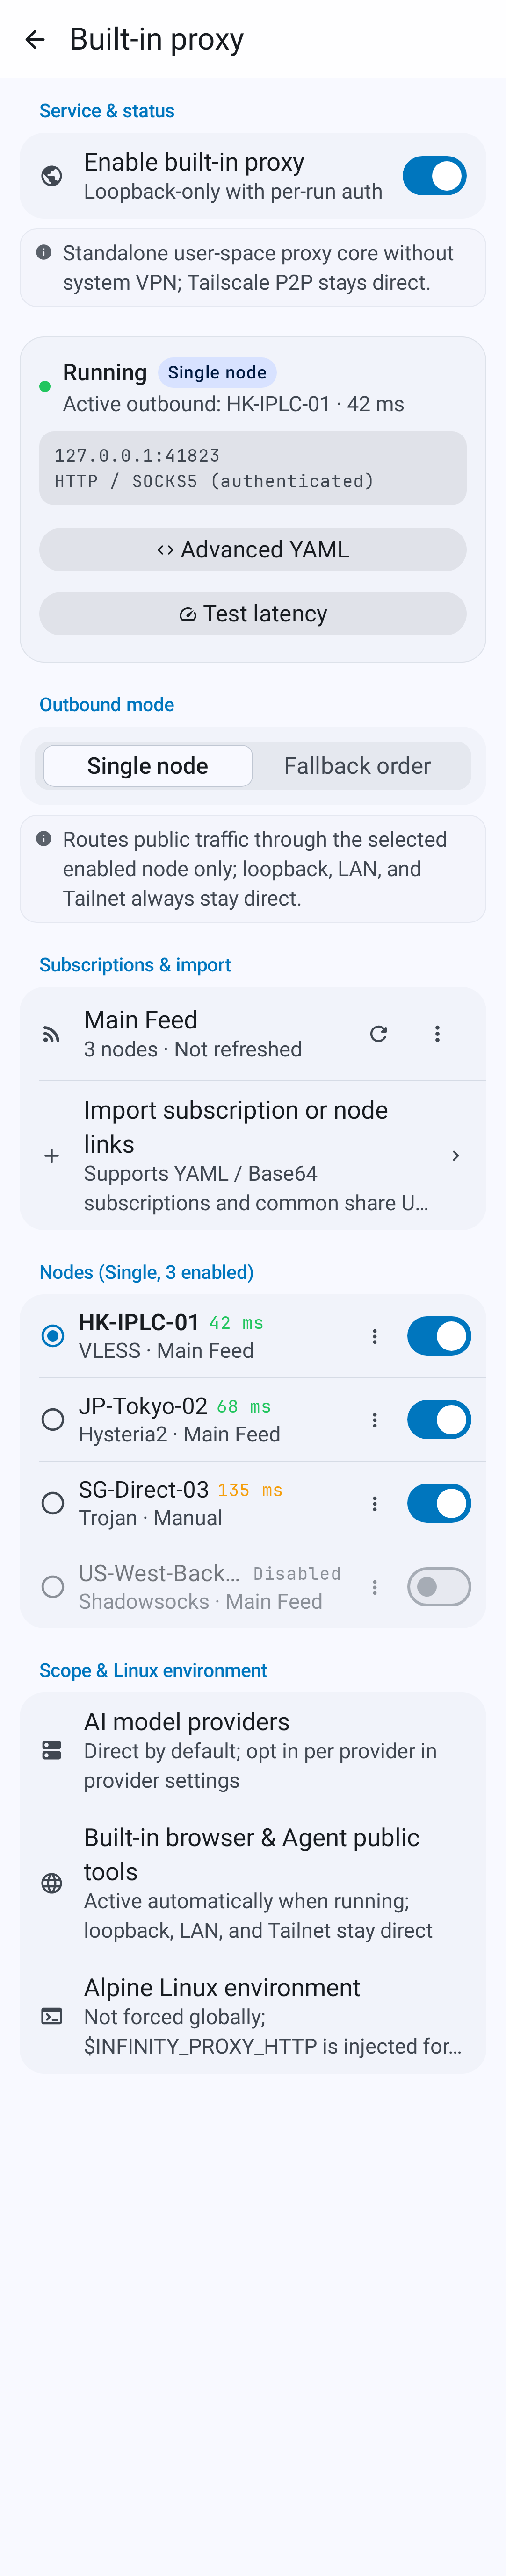 Built-in proxy
Service & status
Enable built-in proxy
Loopback-only with per-run auth
Standalone user-space proxy core without
system VPN; Tailscale P2P stays direct.
Running Single node
Active outbound: HK-IPLC-01 · 42 ms
127.0.0.1:41823
HTTP / SOCKS5 (authenticated)
Advanced YAML
Test latency
Outbound mode
Single node Fallback order
Routes public traffic through the selected
enabled node only; loopback, LAN, and
Tailnet always stay direct.
Subscriptions & import
Main Feed
3 nodes · Not refreshed
Import subscription or node
links
Supports YAML / Base64
subscriptions and common share U…
Nodes (Single, 3 enabled)
HK-IPLC-01 42 ms
VLESS · Main Feed
JP-Tokyo-02 68 ms
Hysteria2 · Main Feed
SG-Direct-03 135 ms
Trojan · Manual
US-West-Back… Disabled
Shadowsocks · Main Feed
Scope & Linux environment
AI model providers
Direct by default; opt in per provider in
provider settings
Built-in browser & Agent public
tools
Active automatically when running;
loopback, LAN, and Tailnet stay direct
Alpine Linux environment
Not forced globally;
$INFINITY_PROXY_HTTP is injected for…